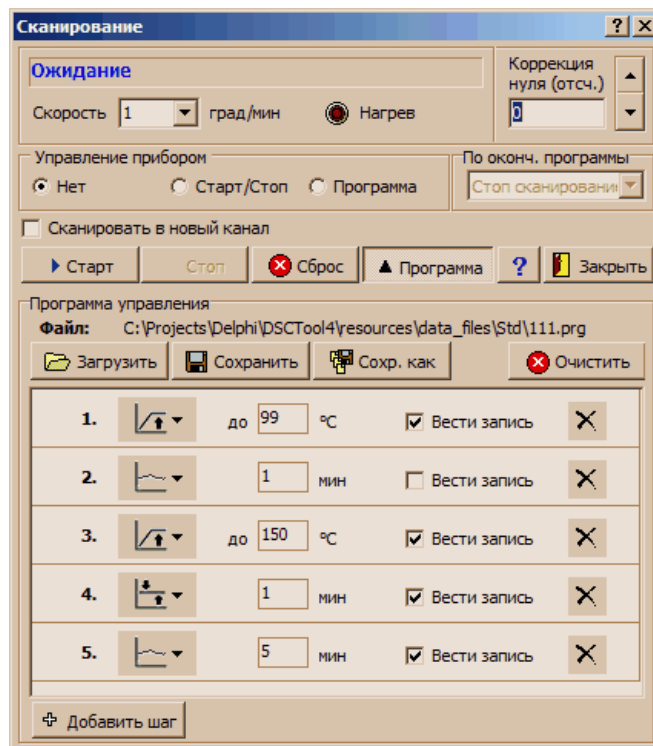 Сканирование
Ожидание
Скорость 1 град/мин Нагрев
Коррекция
нуля (отсч.)
0
Управление прибором
Нет Старт/Стоп Программа
По оконч. программы
Стоп сканировани
Сканировать в новый канал
Старт Стоп Сброс Программа ? Закрыть
Программа управления
Файл: C:\Projects\Delphi\DSCTool4\resources\data_files\Std\111.prg
Загрузить Сохранить Сохр. как Очистить
1. до 99 ºC Вести запись
2. 1 мин Вести запись
3. до 150 ºC Вести запись
4. 1 мин Вести запись
5. 5 мин Вести запись
Добавить шаг